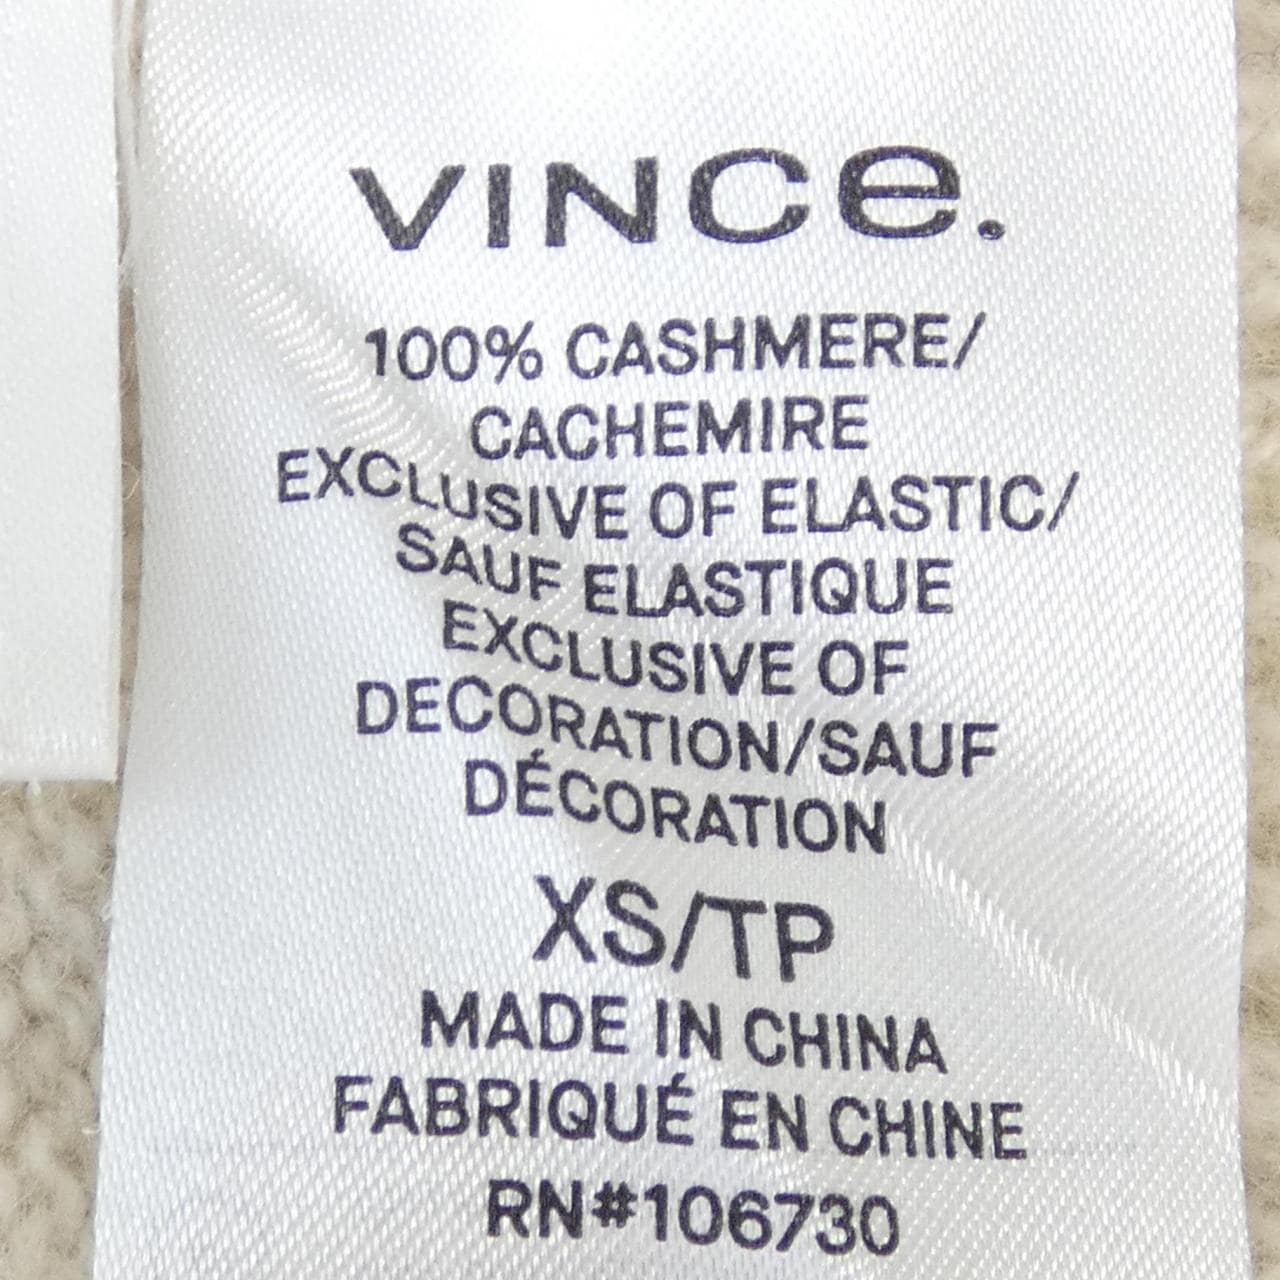 VINCe.
100% CASHMERE/
CACHEMIRE
EXCLUSIVE OF ELASTIC/
SAUF ELASTIQUE
EXCLUSIVE OF
DECORATION/SAUF
DÉCORATION
XS/TP
MADE IN CHINA
FABRIQUÉ EN CHINE
RN#106730